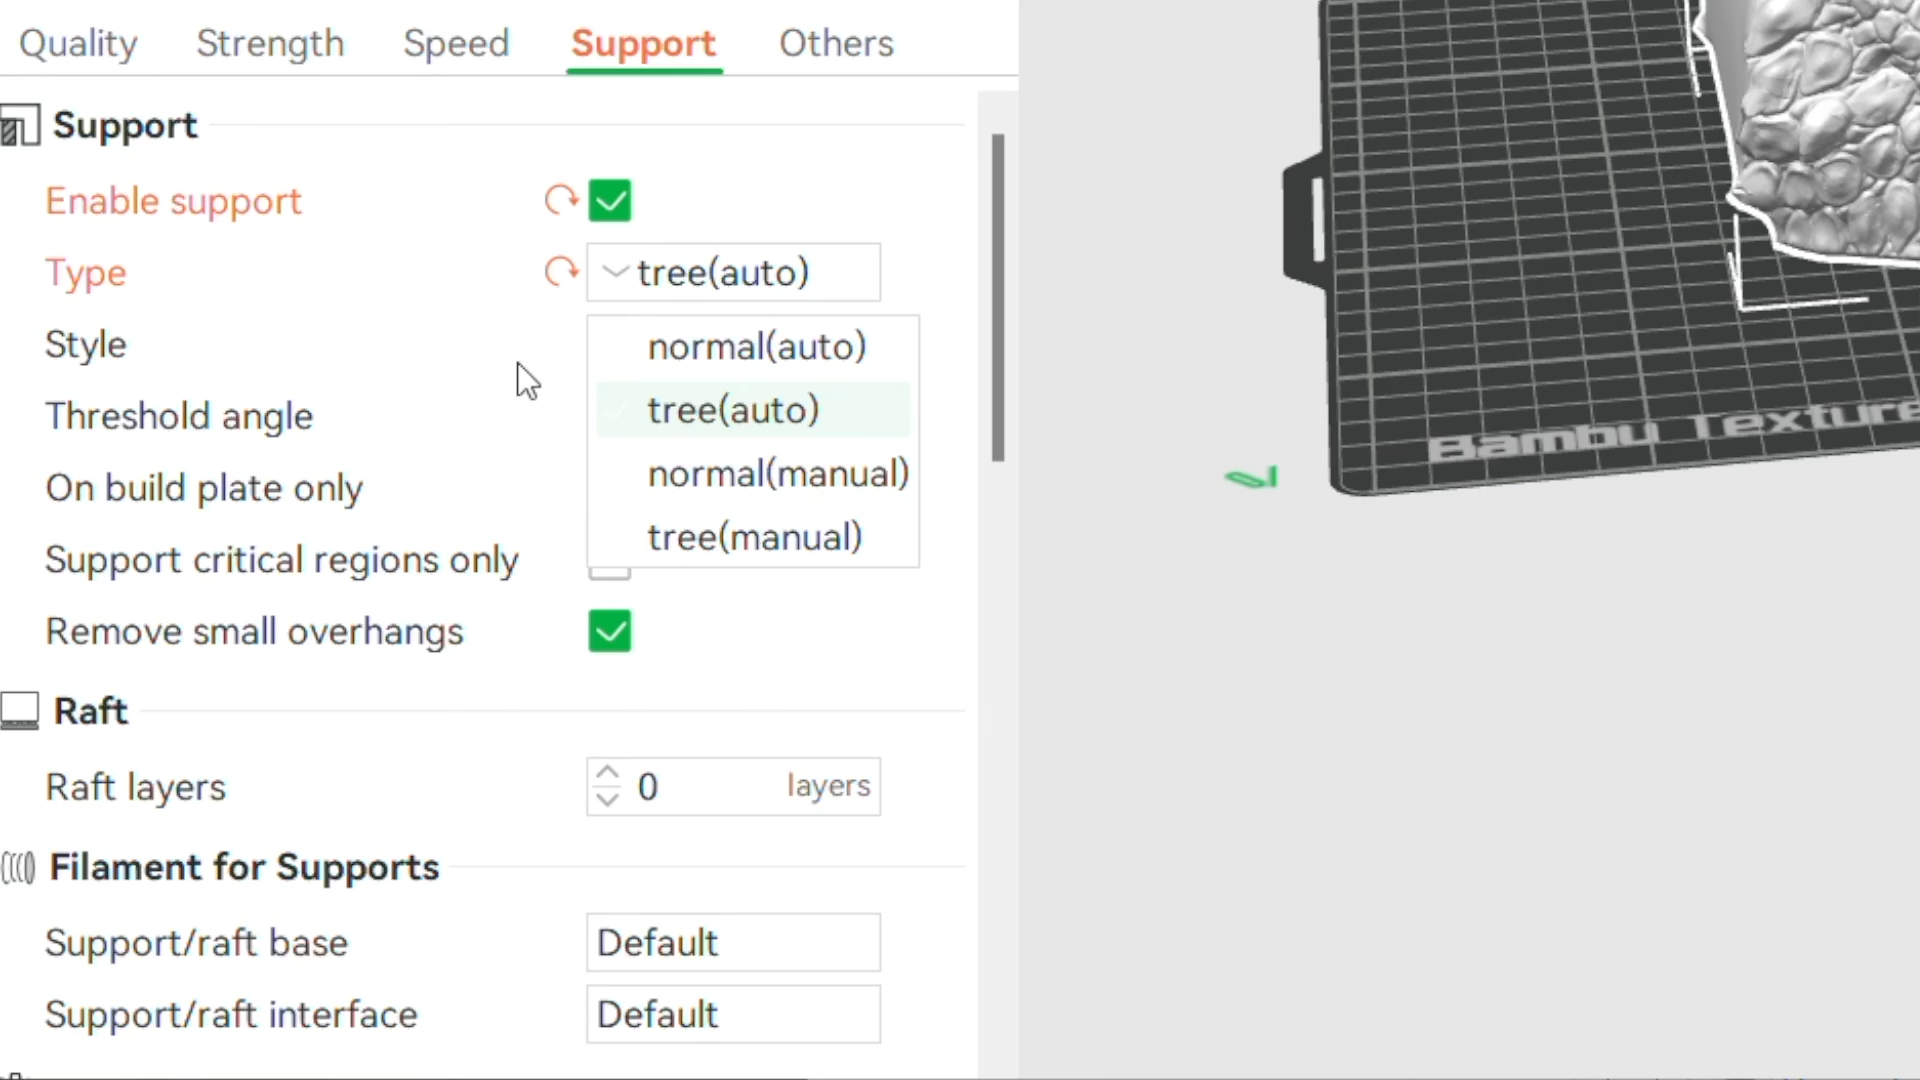 Quality Strength Speed Support Others
Support
Enable support
Type tree(auto)
Style
normal(auto)
Threshold angle
tree(auto)
On build plate only
normal(manual)
Support critical regions only
tree(manual)
Remove small overhangs
Raft
Raft layers 0 layers
Filament for Supports
Support/raft base Default
Support/raft interface Default
Bambu Texture